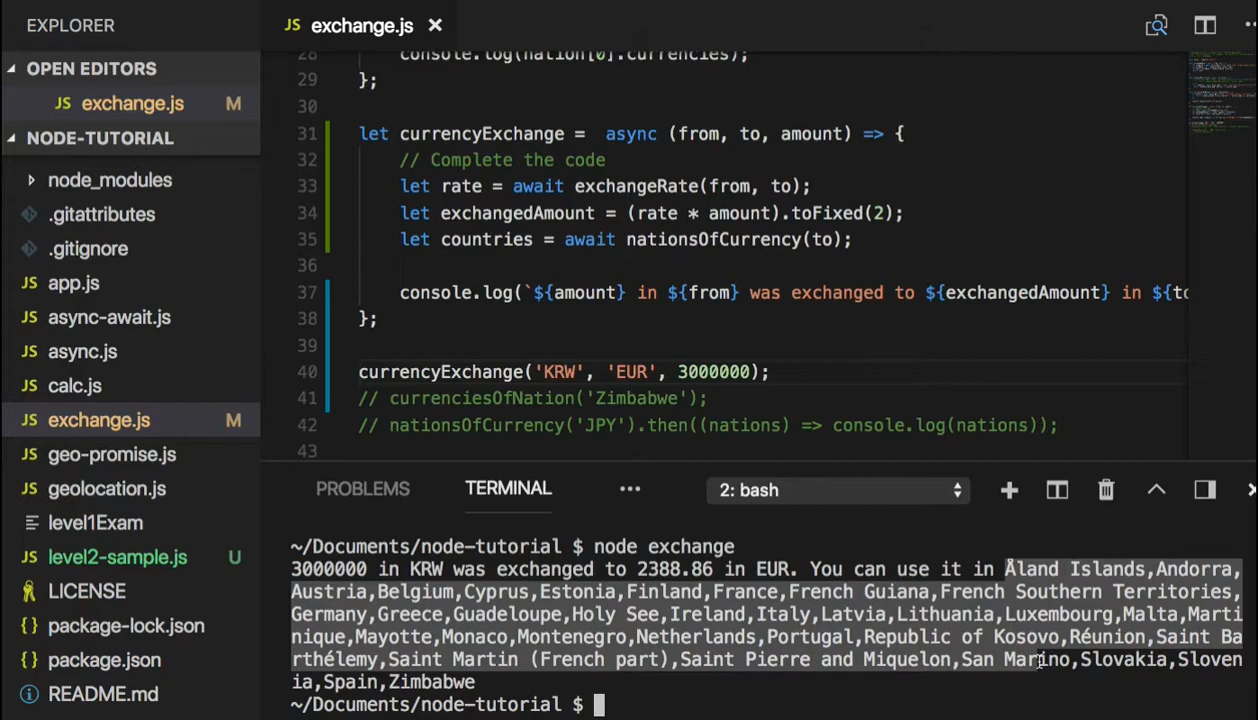 EXPLORER
JS exchange.js
OPEN EDITORS
JS exchange.js M
NODE-TUTORIAL
node_modules
.gitattributes
.gitignore
JS app.js
JS async-await.js
JS async.js
JS calc.js
JS exchange.js M
JS geo-promise.js
JS geolocation.js
level1Exam
JS level2-sample.js U
LICENSE
{} package-lock.json
{} package.json
README.md
28 console.log(nation[0].currencies);
29 };
30
31 let currencyExchange = async (from, to, amount) => {
32 // Complete the code
33 let rate = await exchangeRate(from, to);
34 let exchangedAmount = (rate * amount).toFixed(2);
35 let countries = await nationsOfCurrency(to);
36
37 console.log(`${amount} in ${from} was exchanged to ${exchangedAmount} in ${to
38 };
39
40 currencyExchange('KRW', 'EUR', 3000000);
41 // currenciesOfNation('Zimbabwe');
42 // nationsOfCurrency('JPY').then((nations) => console.log(nations));
43
PROBLEMS TERMINAL ••• 2: bash
~/Documents/node-tutorial $ node exchange
3000000 in KRW was exchanged to 2388.86 in EUR. You can use it in Åland Islands,Andorra,
Austria,Belgium,Cyprus,Estonia,Finland,France,French Guiana,French Southern Territories,
Germany,Greece,Guadeloupe,Holy See,Ireland,Italy,Latvia,Lithuania,Luxembourg,Malta,Marti
nique,Mayotte,Monaco,Montenegro,Netherlands,Portugal,Republic of Kosovo,Réunion,Saint Ba
rthélemy,Saint Martin (French part),Saint Pierre and Miquelon,San Marino,Slovakia,Sloven
ia,Spain,Zimbabwe
~/Documents/node-tutorial $